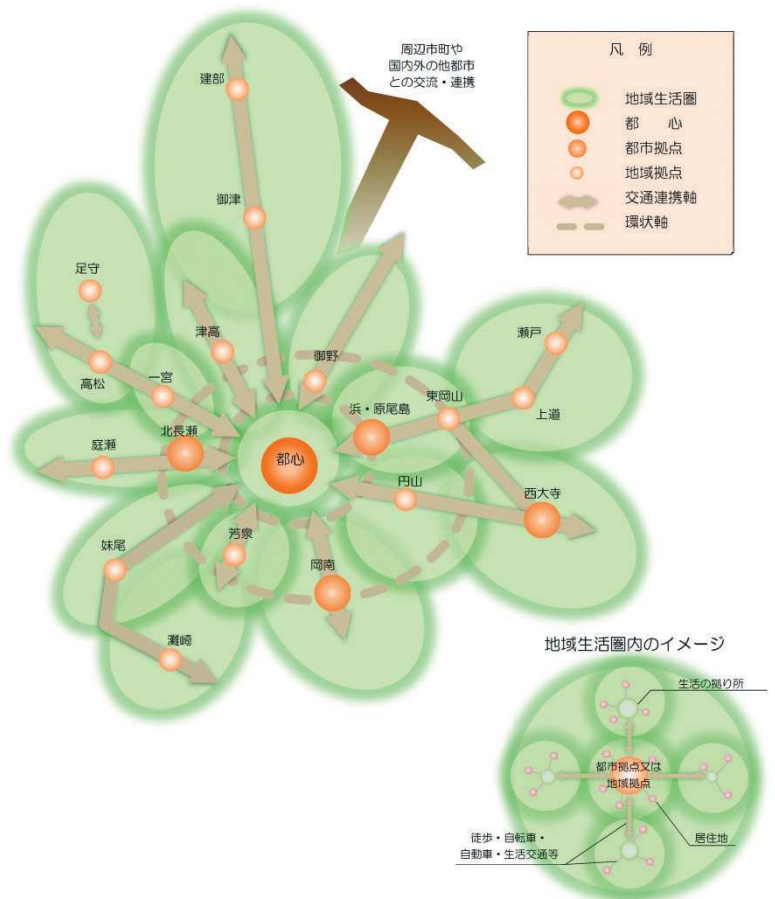 周辺市町や
国内外の他都市
との交流・連携
凡 例
地域生活圏
都 心
都市拠点
地域拠点
交通連携軸
環状軸
建部
御津
足守
津高
御野
瀬戸
高松
一宮
浜・原尾島
東岡山
上道
庭瀬
北長瀬
都心
円山
西大寺
妹尾
芳泉
岡南
灘崎
地域生活圏内のイメージ
生活の拠り所
都市拠点又は
地域拠点
徒歩・自転車・
自動車・生活交通等
居住地